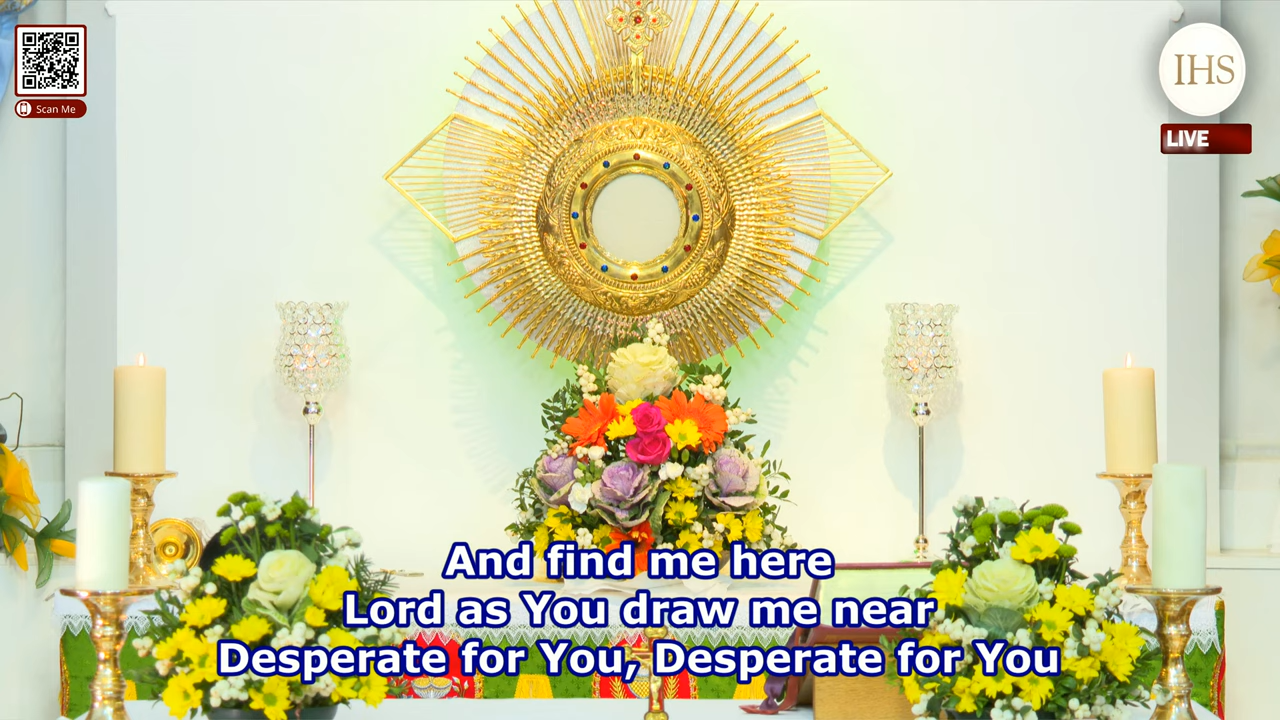 Scan Me
IHS
LIVE
And find me here
Lord as You draw me near
Desperate for You, Desperate for You